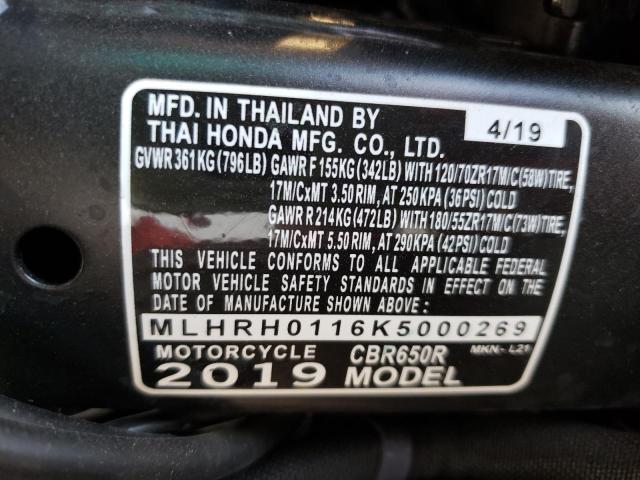 MFD. IN THAILAND BY
THAI HONDA MFG. CO., LTD. 4/19
GVWR 361KG (796LB) GAWR F 155KG (342LB) WITH 120/70ZR17M/C(58W)TIRE,
17M/CxMT 3.50 RIM, AT 250 KPA (36PSI) COLD
GAWR R 214KG (472LB) WITH 180/55ZR17M/C(73W)TIRE,
17M/CxMT 5.50 RIM, AT 290KPA (42PSI) COLD
THIS VEHICLE CONFORMS TO ALL APPLICABLE FEDERAL
MOTOR VEHICLE SAFETY STANDARDS IN EFFECT ON THE
DATE OF MANUFACTURE SHOWN ABOVE.
MLHRH0116K5000269
MOTORCYCLE CBR650R MKN- L21
2019 MODEL